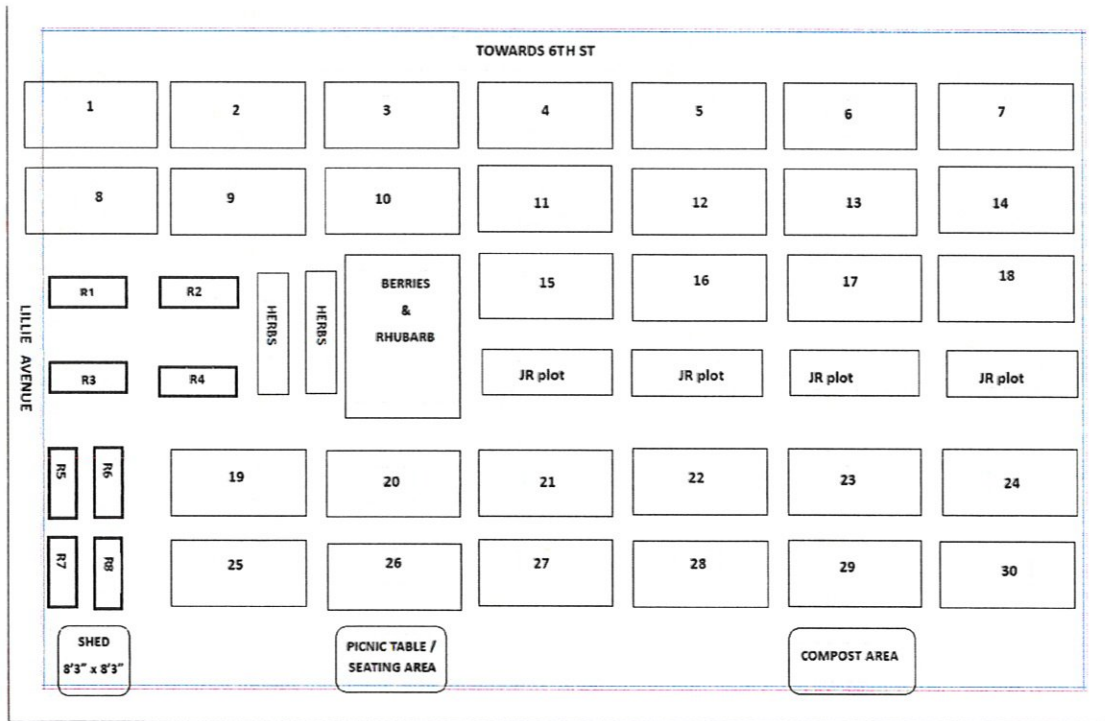 TOWARDS 6TH ST
1
2
3
4
5
6
7
8
9
10
11
12
13
14
R1
R2
HERBS
HERBS
BERRIES
&
RHUBARB
15
16
17
18
LILLIE AVENUE
R3
R4
JR plot
JR plot
JR plot
JR plot
R5
R6
19
20
21
22
23
24
R7
R8
25
26
27
28
29
30
SHED
8'3" x 8'3"
PICNIC TABLE /
SEATING AREA
COMPOST AREA